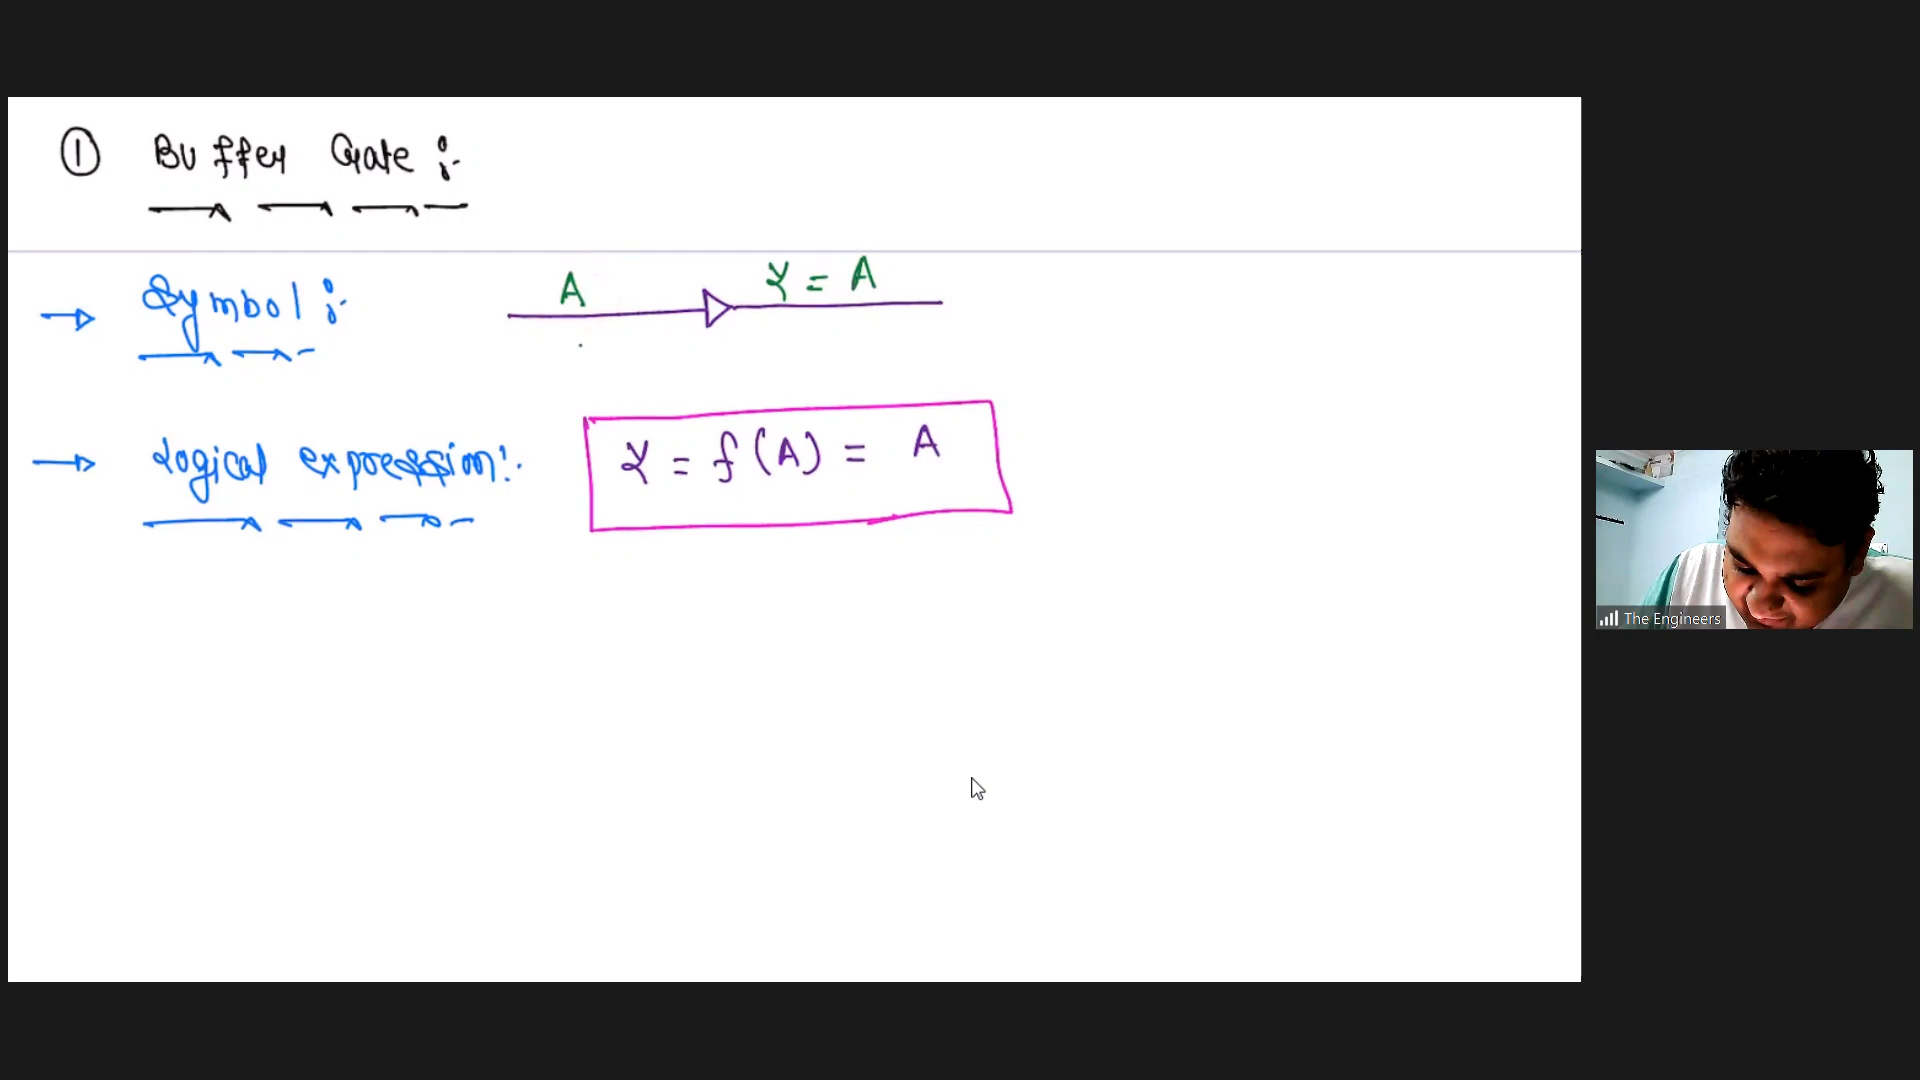 ① Buffer Gate :-
→ Symbol :- A Y = A
→ Logical expression :- Y = f(A) = A
The Engineers